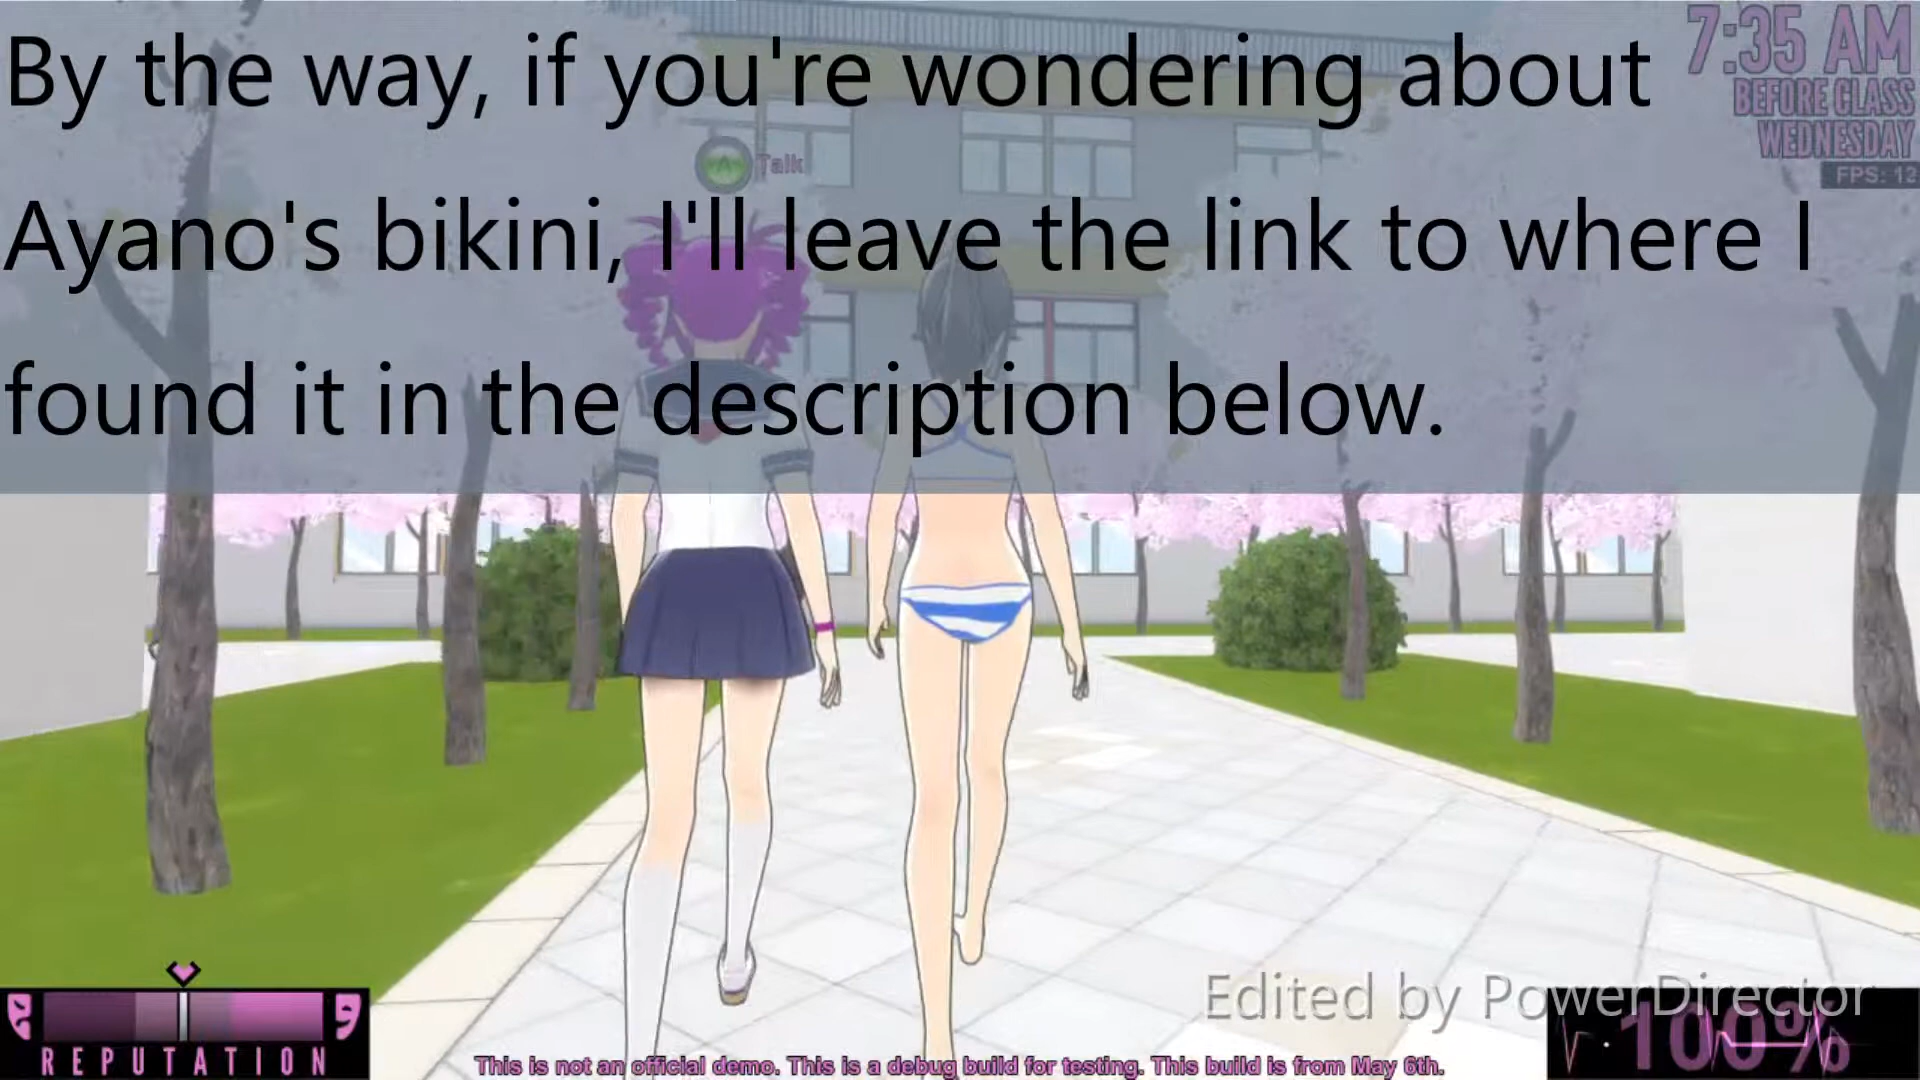 By the way, if you're wondering about
Ayano's bikini, I'll leave the link to where I
found it in the description below.
7:35 AM
BEFORE CLASS
WEDNESDAY
FPS: 12
Talk
Edited by PowerDirector
100%
REPUTATION
This is not an official demo. This is a debug build for testing. This build is from May 6th.